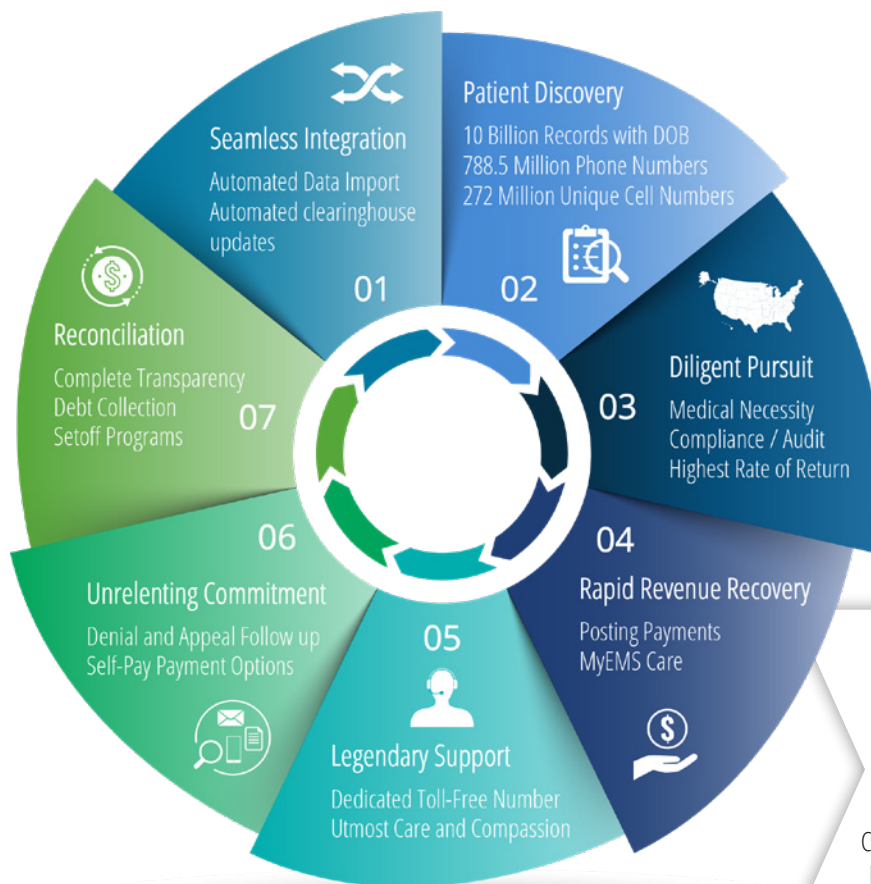 Seamless Integration
Automated Data Import
Automated clearinghouse
updates
01
Patient Discovery
10 Billion Records with DOB
788.5 Million Phone Numbers
272 Million Unique Cell Numbers
02
03
Diligent Pursuit
Medical Necessity
Compliance / Audit
Highest Rate of Return
04
Rapid Revenue Recovery
Posting Payments
MyEMS Care
$
05
Legendary Support
Dedicated Toll-Free Number
Utmost Care and Compassion
06
Unrelenting Commitment
Denial and Appeal Follow up
Self-Pay Payment Options
$
Reconciliation
Complete Transparency
Debt Collection
Setoff Programs
07